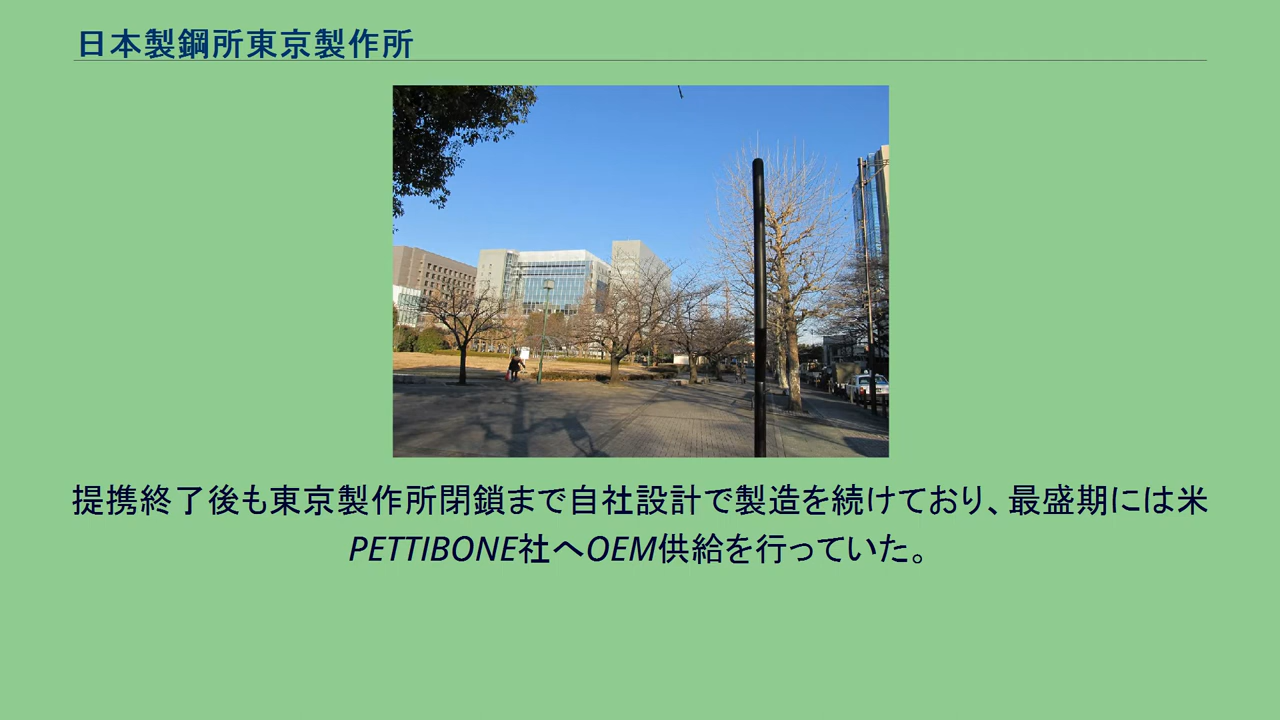 日本製鋼所東京製作所
提携終了後も東京製作所閉鎖まで自社設計で製造を続けており、最盛期には米
PETTIBONE社へOEM供給を行っていた。